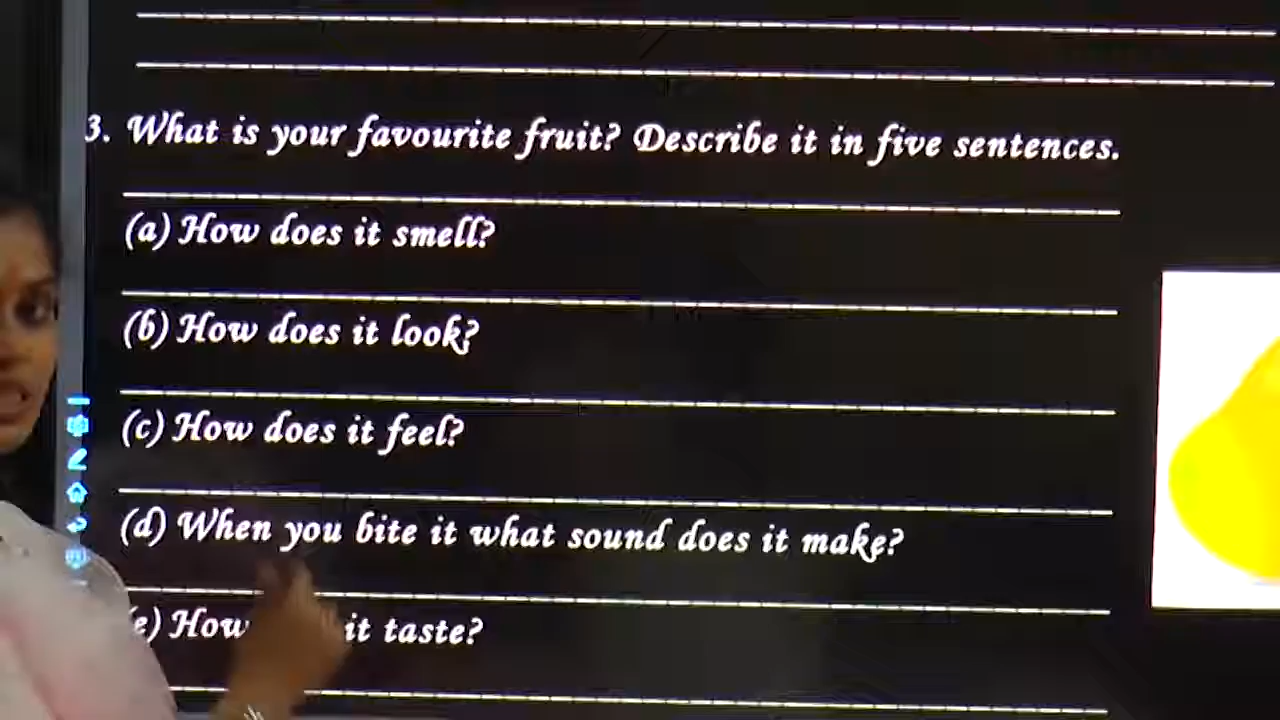 3. What is your favourite fruit? Describe it in five sentences.
(a) How does it smell?
(b) How does it look?
(c) How does it feel?
(d) When you bite it what sound does it make?
e) How it taste?